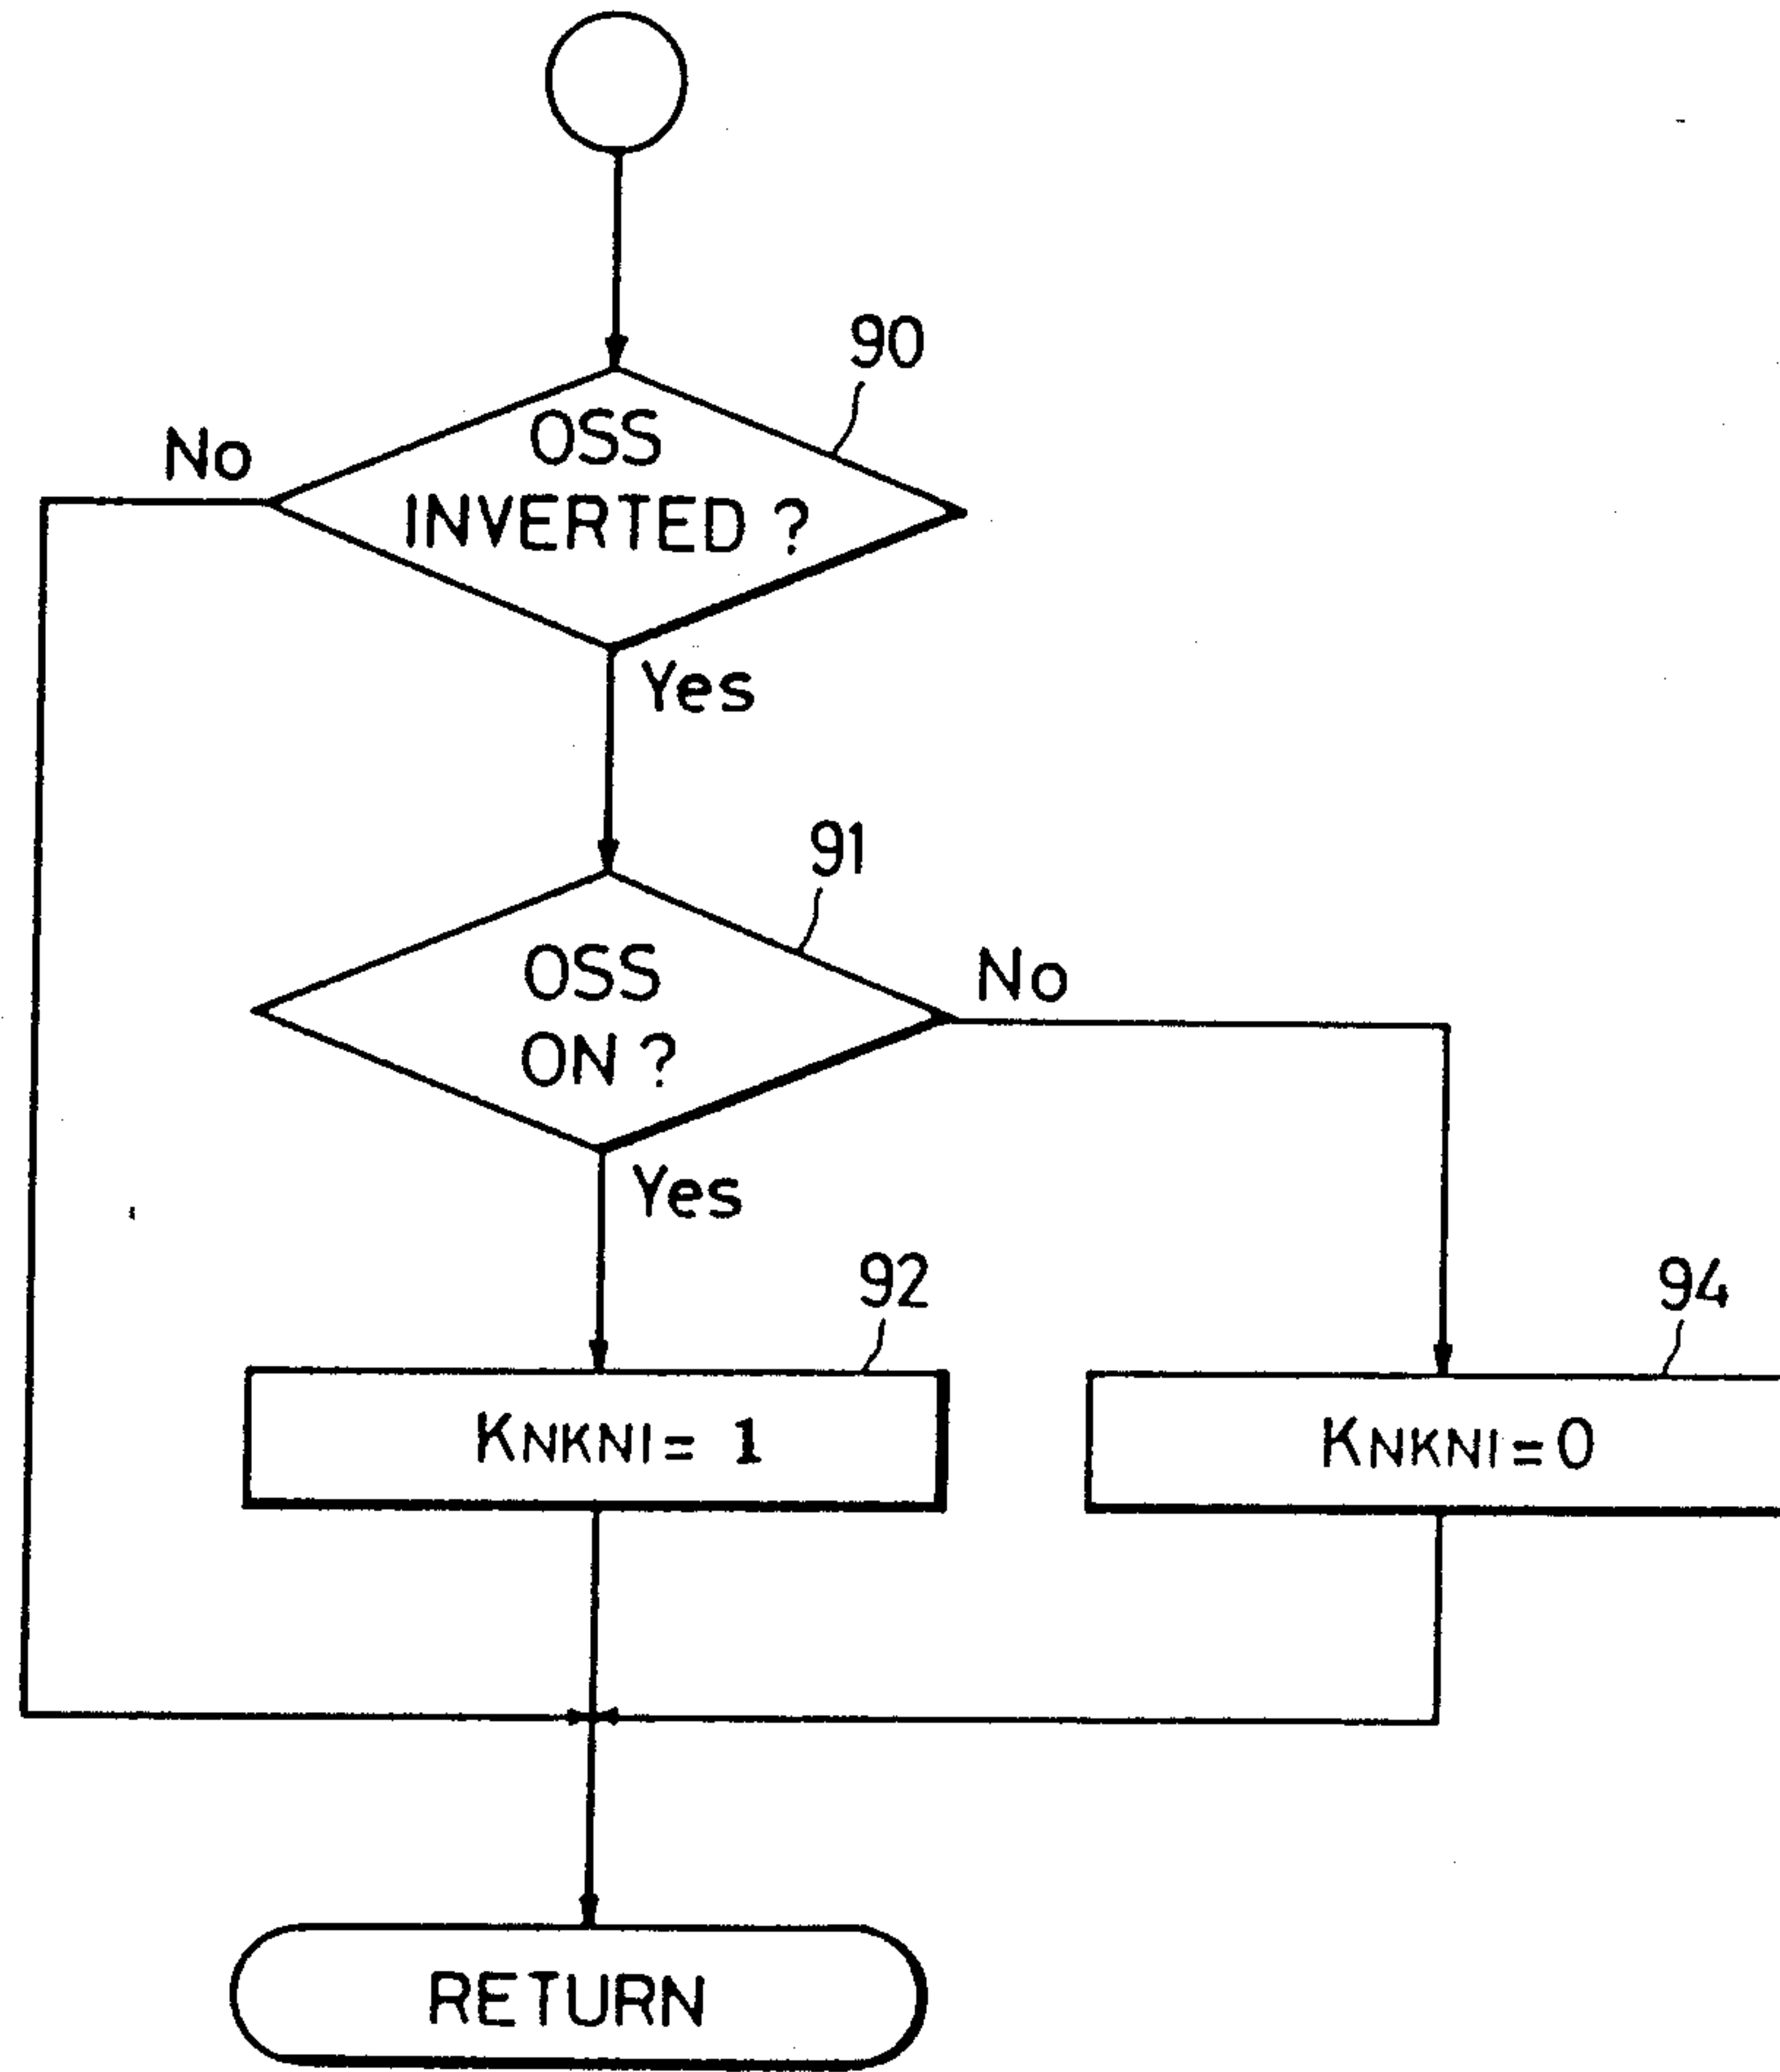 90
OSS
INVERTED ?
No
Yes
91
OSS
ON ?
No
Yes
92
KNKNI = 1
94
KNKNI = 0
RETURN